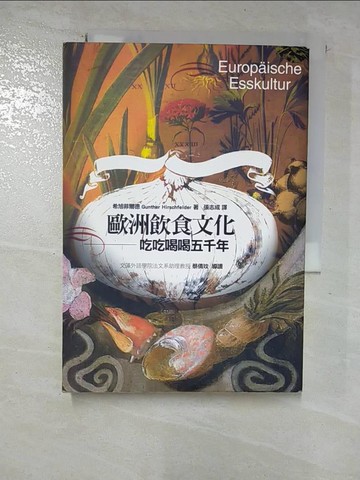 Europäische
Esskultur
希旭菲爾德 Gunther Hirschfelder 著 張志成 譯
歐洲飲食文化
吃吃喝喝五千年
文藻外語學院法文系助理教授 蔡倩玟 導讀